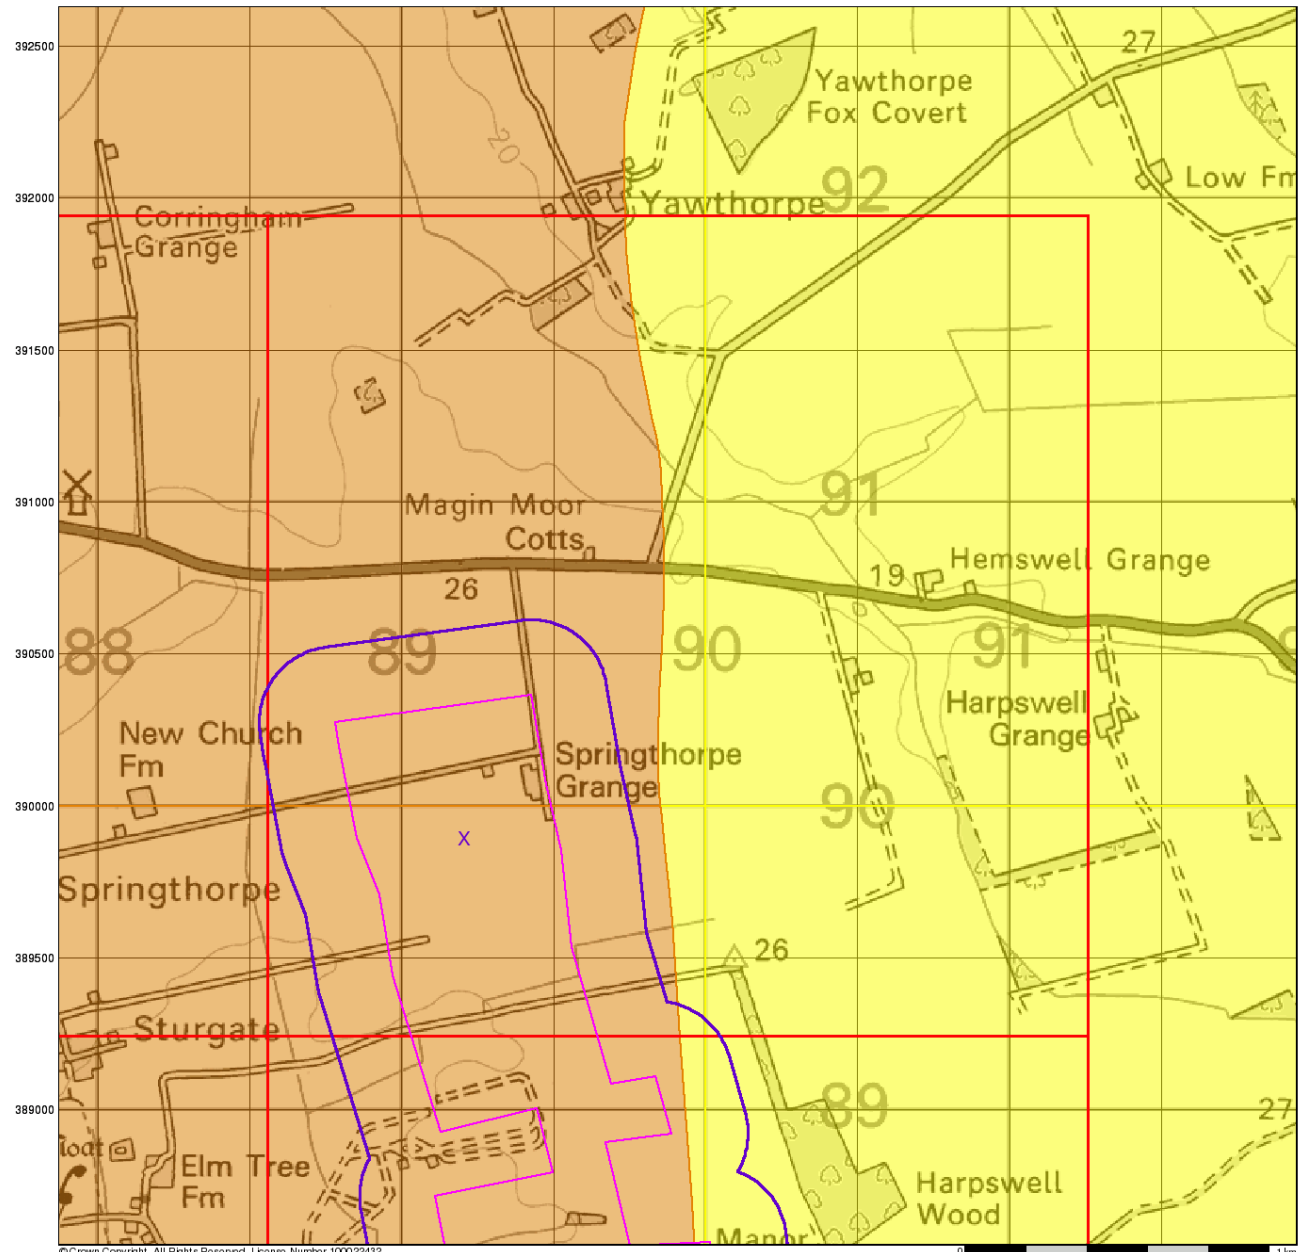 392500
27
Yawthorpe
Fox Covert
20
392000
92
Low Fm
Yawthorpe
Corringham
Grange
391500
391000
91
Magin Moor
Cotts
Hemswell Grange
19
26
390500
88
89
90
91
Harpswell
Grange
New Church
Fm
Springthorpe
Grange
390000
90
X
Springthorpe
389500
26
Sturgate
389000
89
27
Elm Tree
Fm
Harpswell
Wood
Manor
© Crown Copyright. All Rights Reserved. License Number 100022432
0
1 km